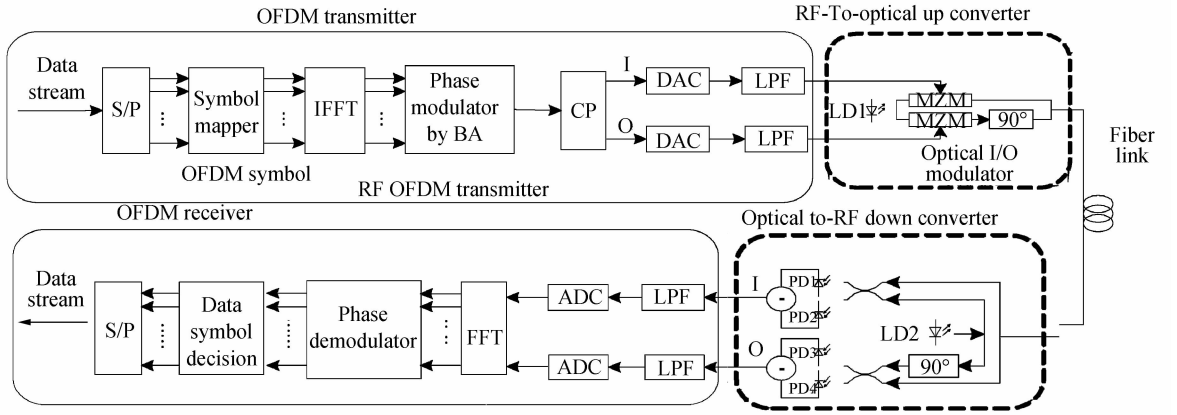 OFDM transmitter
RF-To-optical up converter
Data
stream
S/P
Symbol
mapper
IFFT
Phase
modulator
by BA
CP
I
DAC
LPF
O
DAC
LPF
LD1
MZM
MZM
90°
Optical I/O
modulator
Fiber
link
OFDM symbol
RF OFDM transmitter
OFDM receiver
Optical to-RF down converter
Data
stream
S/P
Data
symbol
decision
Phase
demodulator
FFT
ADC
LPF
I
-
PD1
PD2
LD2
ADC
LPF
O
-
PD3
PD4
90°